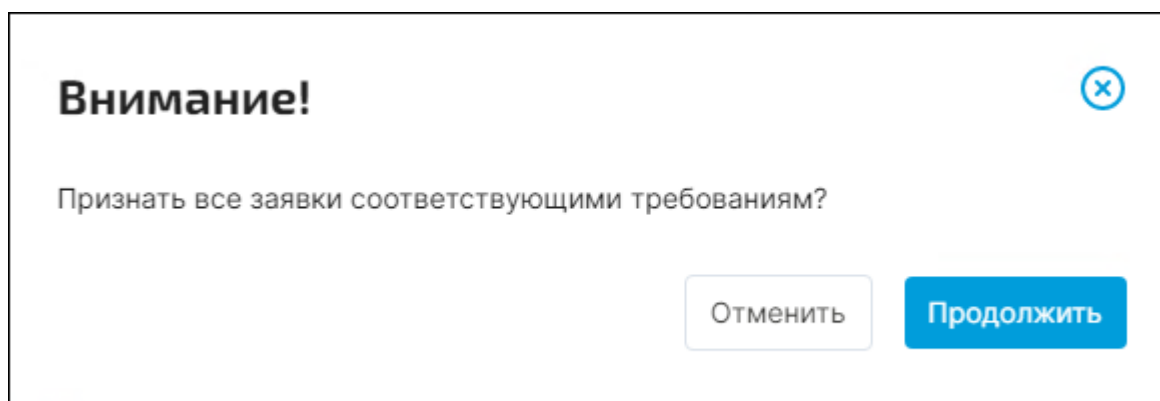 Внимание!
Признать все заявки соответствующими требованиям?
Отменить
Продолжить